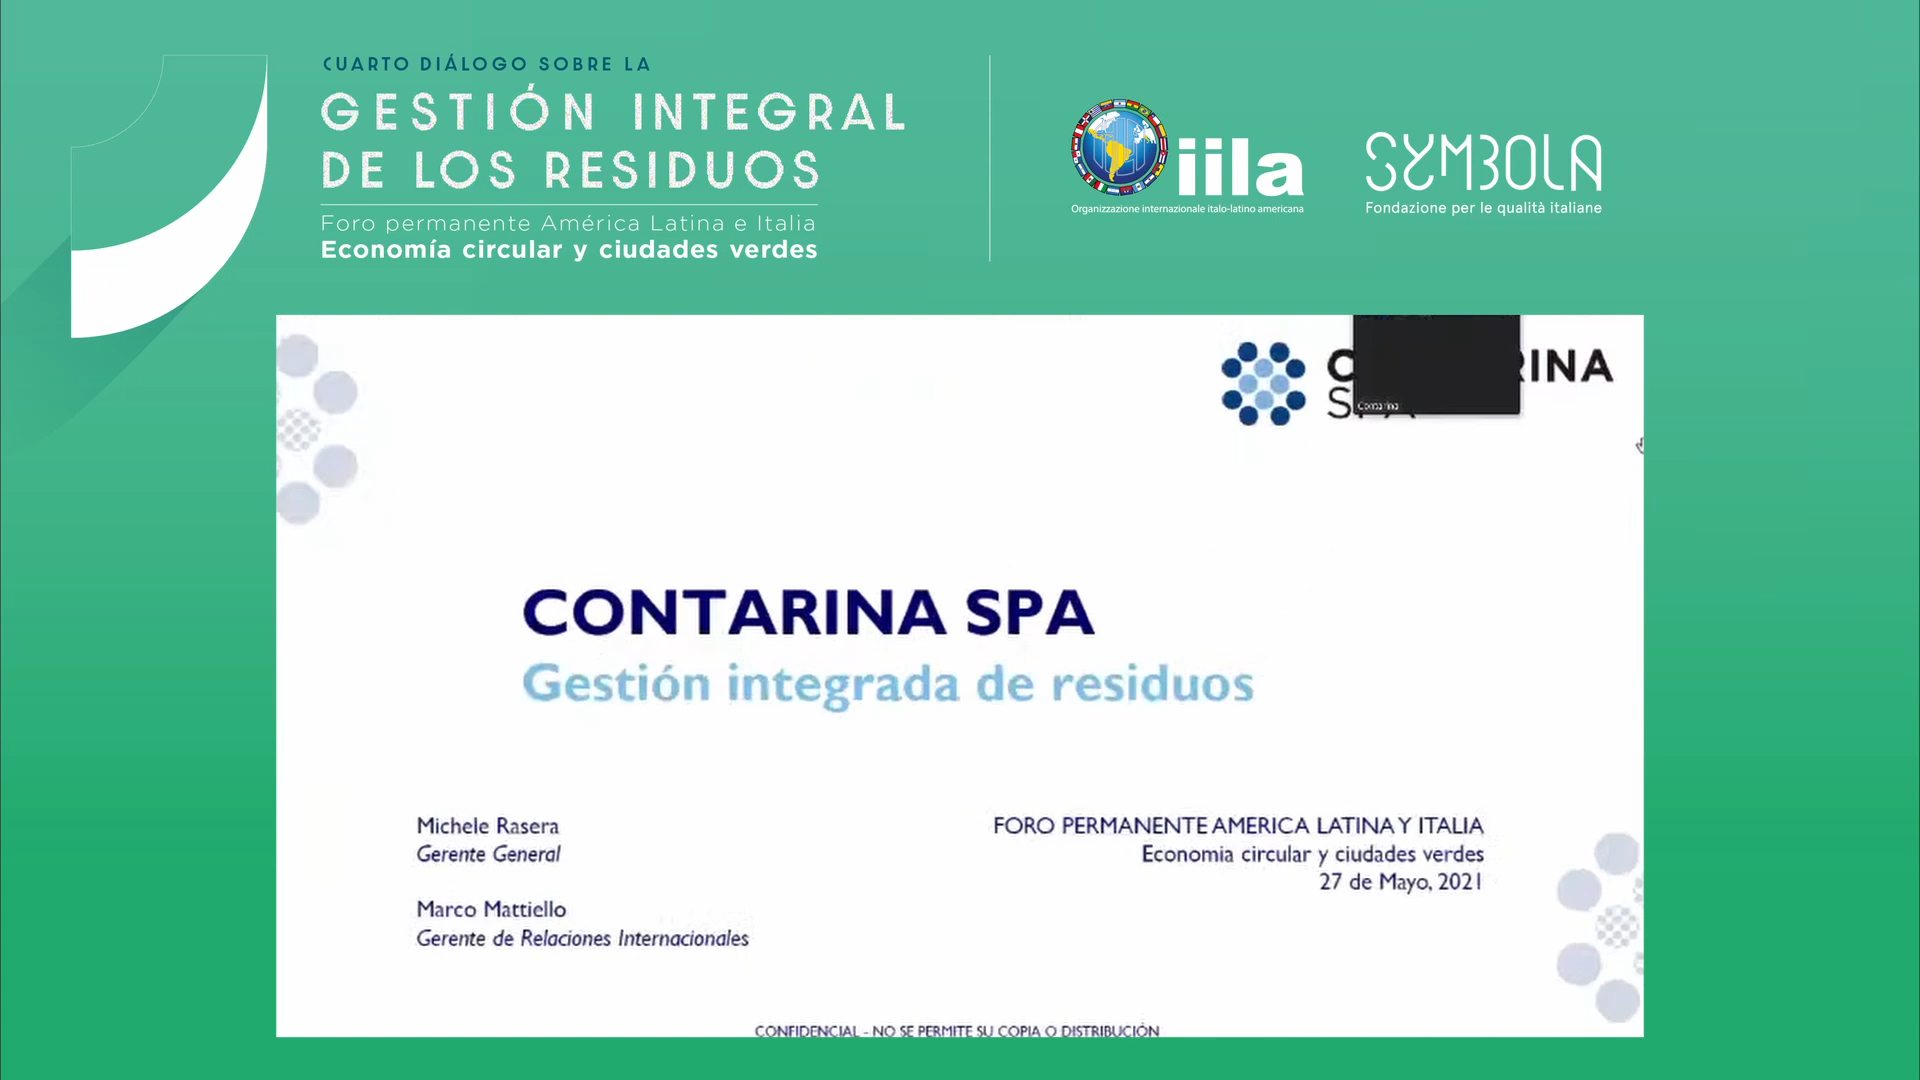 CUARTO DIÁLOGO SOBRE LA
GESTIÓN INTEGRAL
DE LOS RESIDUOS
Foro permanente América Latina e Italia
Economía circular y ciudades verdes
iila
Organizzazione internazionale italo-latino americana
SYMBOLA
Fondazione per le qualità italiane
Contarina
CONTARINA SPA
Gestión integrada de residuos
Michele Rasera
Gerente General
Marco Mattiello
Gerente de Relaciones Internacionales
FORO PERMANENTE AMERICA LATINA Y ITALIA
Economia circular y ciudades verdes
27 de Mayo, 2021
CONFIDENCIAL - NO SE PERMITE SU COPIA O DISTRIBUCIÓN